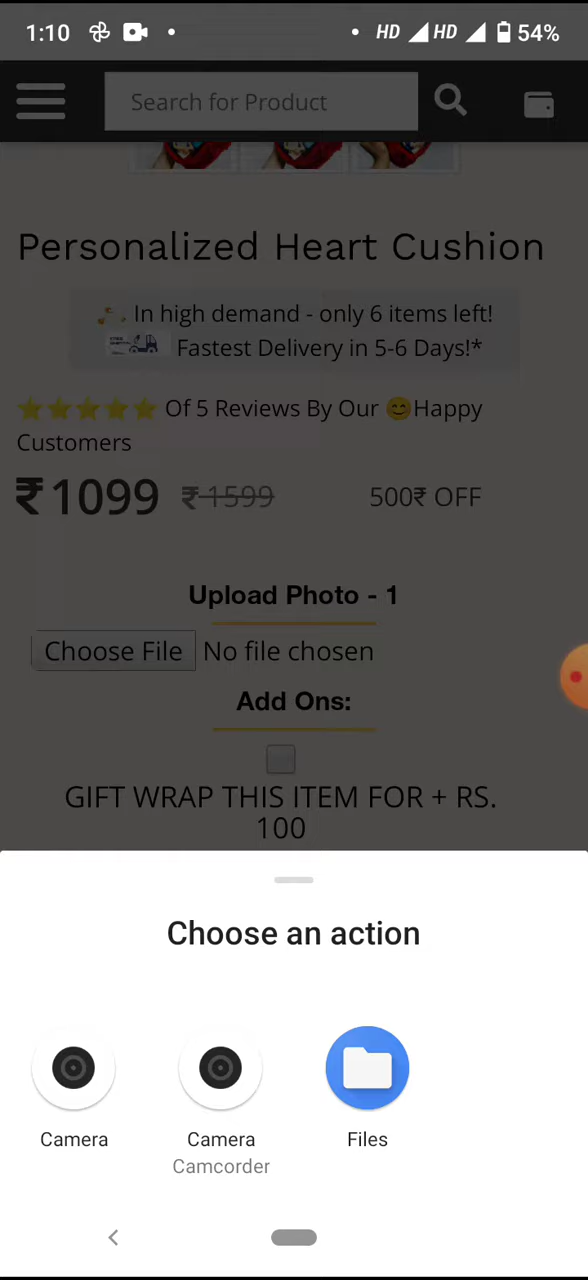 1:10 HD HD 54%
Search for Product
Personalized Heart Cushion
In high demand - only 6 items left!
Fastest Delivery in 5-6 Days!*
Of 5 Reviews By Our 😊Happy
Customers
₹1099 ₹1599 500₹ OFF
Upload Photo - 1
Choose File No file chosen
Add Ons:
GIFT WRAP THIS ITEM FOR + RS.
100
Choose an action
Camera Camera Files
Camcorder